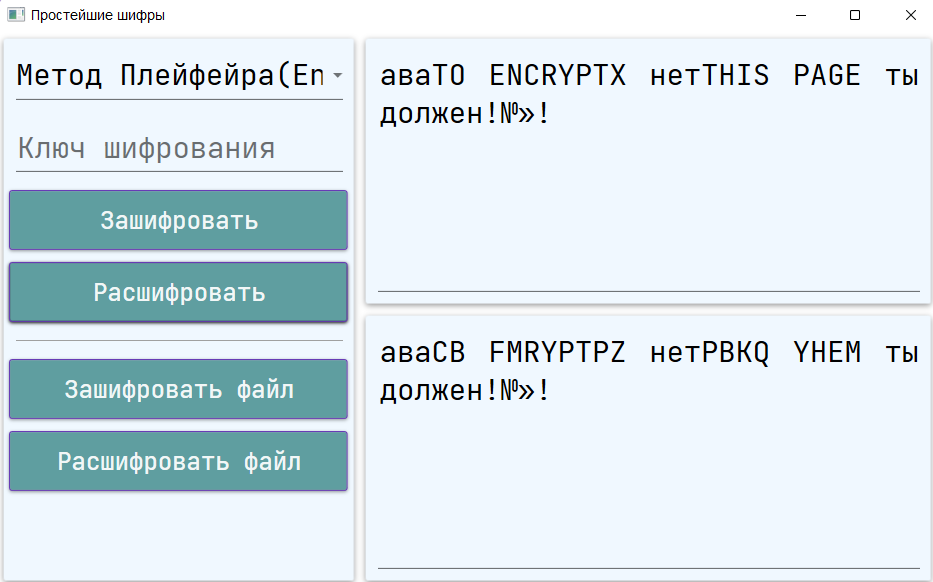 Простейшие шифры
Метод Плейфейра(En
Ключ шифрования
Зашифровать
Расшифровать
Зашифровать файл
Расшифровать файл
аваTO ENCRYPTX нетTHIS PAGE ты
должен!№»!
аваCB FMRYPTPZ нетPBKQ YHEM ты
должен!№»!